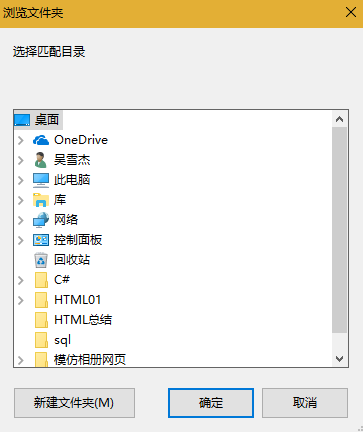 浏览文件夹
选择匹配目录
桌面
OneDrive
吴雪杰
此电脑
库
网络
控制面板
回收站
C#
HTML01
HTML总结
sql
模仿相册网页
新建文件夹(M) 确定 取消